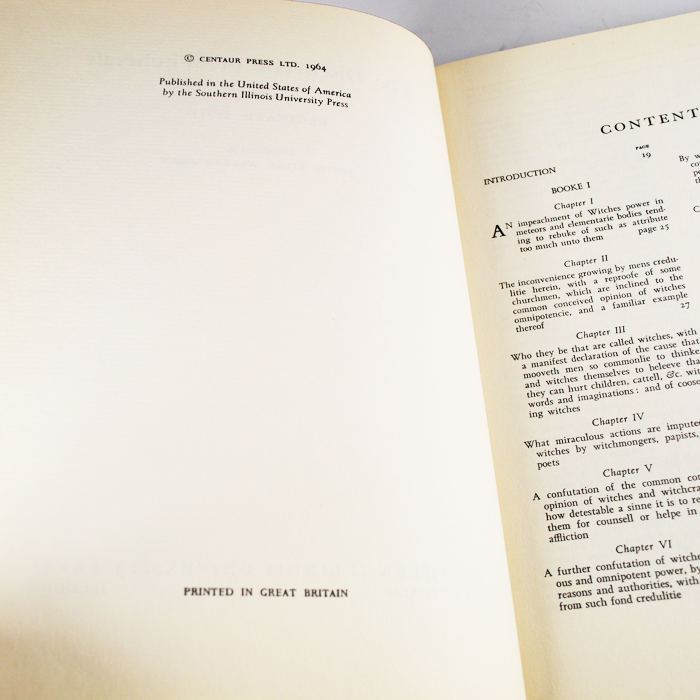 © CENTAUR PRESS LTD. 1964
Published in the United States of America
by the Southern Illinois University Press
PRINTED IN GREAT BRITAIN
CONTENT
PAGE
INTRODUCTION 19
BOOKE I
Chapter I
AN impeachment of Witches power in
meteors and elementarie bodies tend-
ing to rebuke of such as attribute
too much unto them page 25
Chapter II
The inconvenience growing by mens credu-
litie herein, with a reproofe of some
churchmen, which are inclined to the
common conceived opinion of witches
omnipotencie, and a familiar example
thereof 27
Chapter III
Who they be that are called witches, with
a manifest declaration of the cause that
mooveth men so commonlie to thinke
and witches themselves to beleeve tha
they can hurt children, cattell, &c. wit
words and imaginations: and of coose
ing witches
Chapter IV
What miraculous actions are impute
witches by witchmongers, papists,
poets
Chapter V
A confutation of the common con
opinion of witches and witchcra
how detestable a sinne it is to re
them for counsell or helpe in
affliction
Chapter VI
A further confutation of witche
ous and omnipotent power, by
reasons and authorities, with
from such fond credulitie
By w
co
pe
th
C